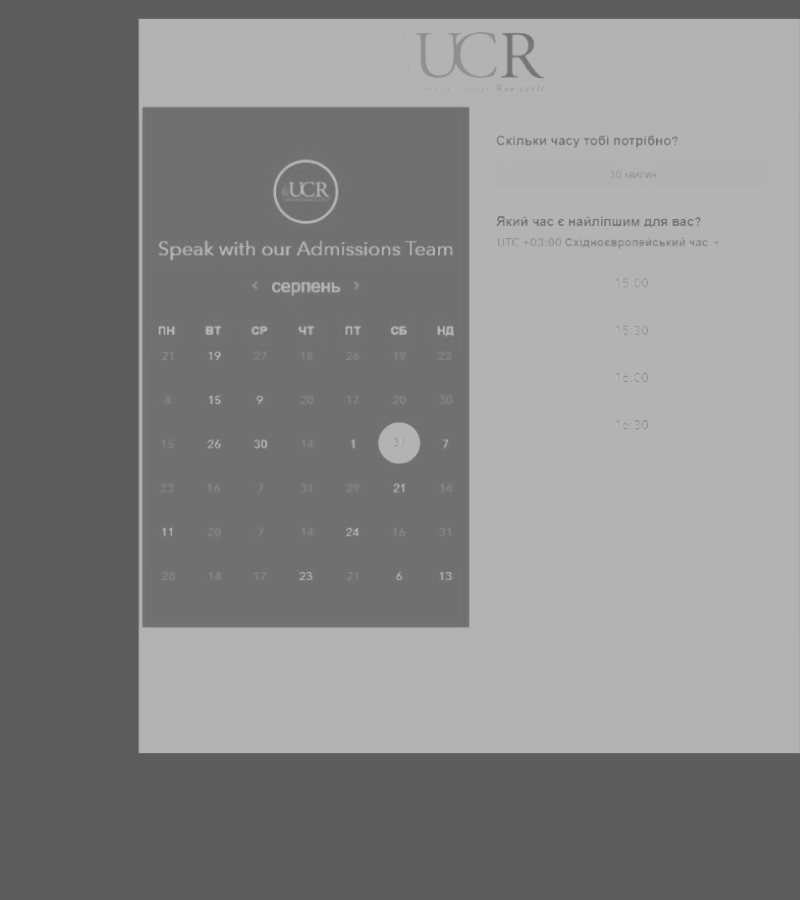 UCR
Roosevelt
UCR
Speak with our Admissions Team
< серпень >
ПН ВТ СР ЧТ ПТ СБ НД
21 19 27 18 26 19 23
4 15 9 20 17 20 30
15 26 30 14 1 31 7
23 16 7 31 29 21 14
11 20 7 14 24 16 31
28 14 17 23 21 6 13
Скільки часу тобі потрібно?
30 хвилин
Який час є найліпшим для вас?
UTC +03:00 Східноєвропейський час
15:00
15:30
16:00
16:30